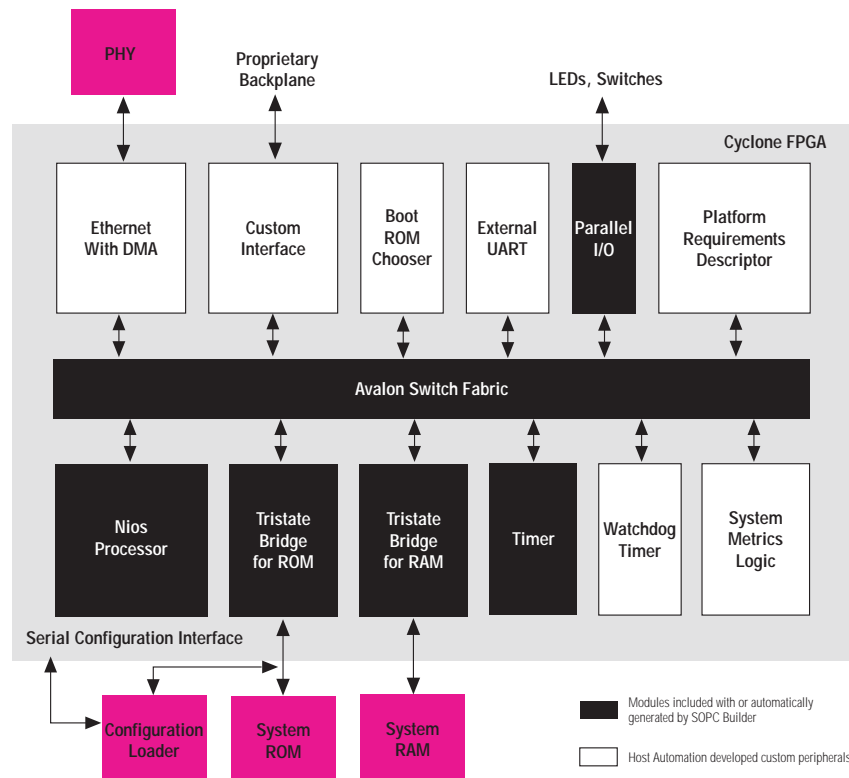 PHY
Proprietary
Backplane
LEDs, Switches
Cyclone FPGA
Ethernet
With DMA
Custom
Interface
Boot
ROM
Chooser
External
UART
Parallel
I/O
Platform
Requirements
Descriptor
Avalon Switch Fabric
Nios
Processor
Tristate
Bridge
for ROM
Tristate
Bridge
for RAM
Timer
Watchdog
Timer
System
Metrics
Logic
Serial Configuration Interface
Configuration
Loader
System
ROM
System
RAM
Modules included with or automatically
generated by SOPC Builder
Host Automation developed custom peripherals